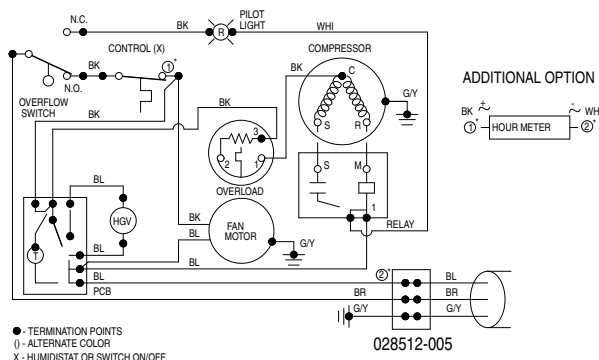 N.C.
BK
PILOT
LIGHT
R
WHI
CONTROL (X)
1*
COMPRESSOR
BK
BK
C
N.O.
OVERFLOW
SWITCH
BK
BK
G/Y
S
R
3
2
1
OVERLOAD
S
M
1
RELAY
BL
BL
HGV
BK
BL
FAN
MOTOR
G/Y
BL
BL
T
BL
PCB
2*
BL
BR
BR
G/Y
G/Y
028512-005
ADDITIONAL OPTION
BK
+
~
-
~
WHI
1*
HOUR METER
2*
● - TERMINATION POINTS
() - ALTERNATE COLOR
X - HUMIDISTAT OR SWITCH ON/OFF